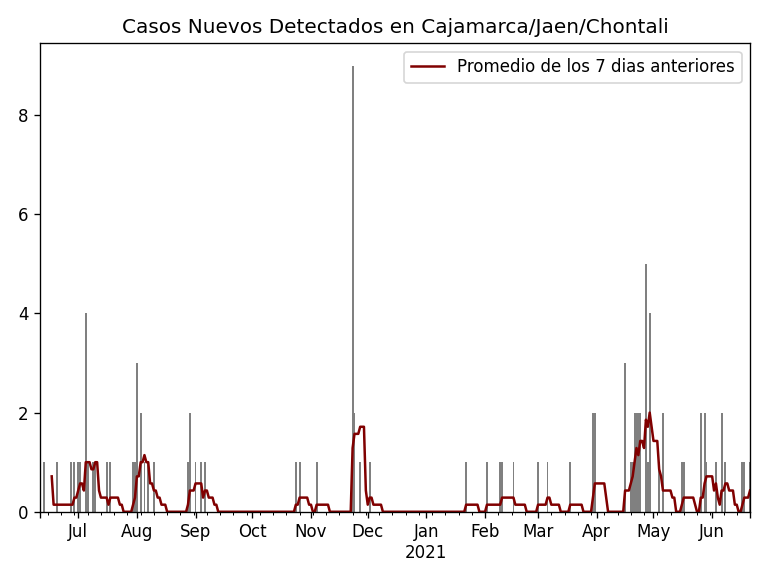 Casos Nuevos Detectados en Cajamarca/Jaen/Chontali
Promedio de los 7 dias anteriores
8
6
4
2
0
Jul Aug Sep Oct Nov Dec Jan Feb Mar Apr May Jun
2021